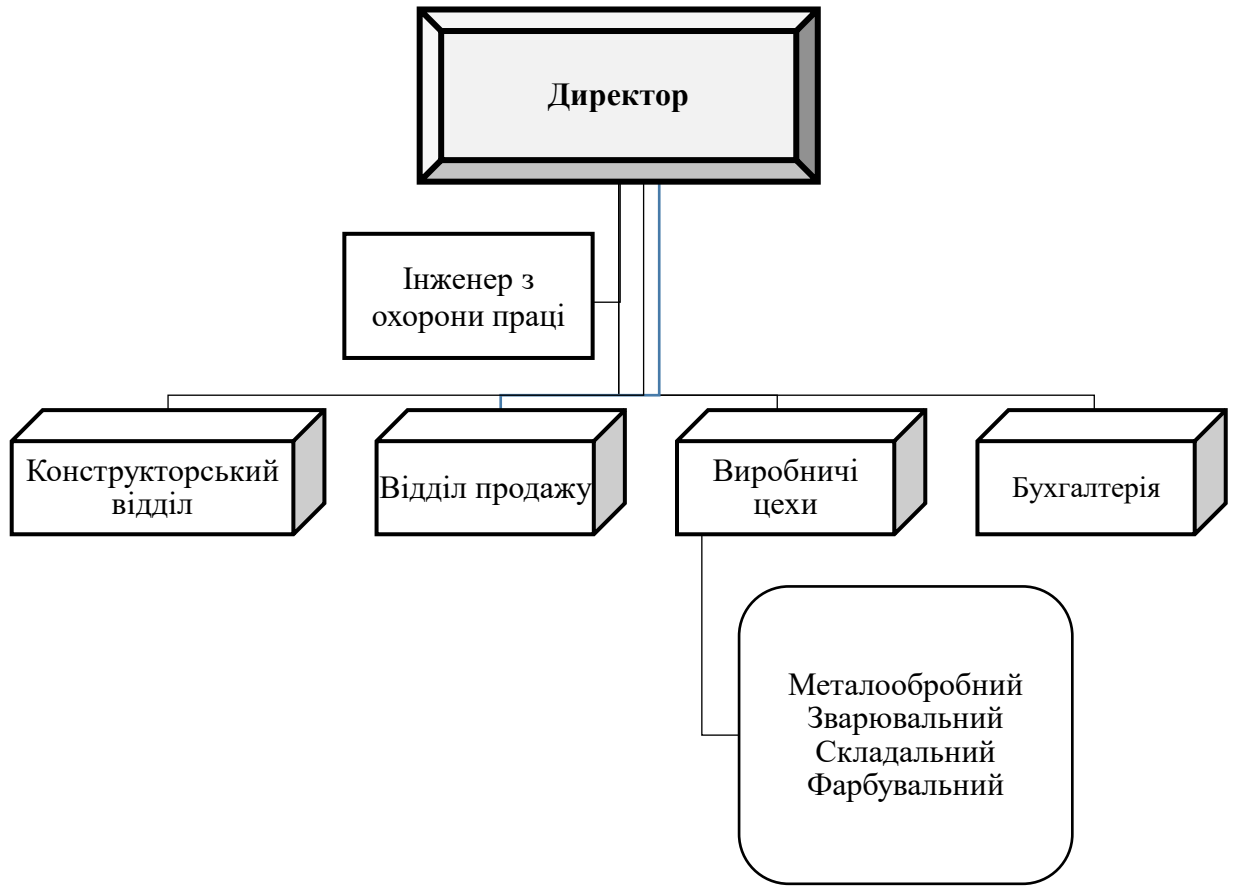 Директор
Інженер з
охорони праці
Конструкторський
відділ
Відділ продажу
Виробничі
цехи
Бухгалтерія
Металообробний
Зварювальний
Складальний
Фарбувальний